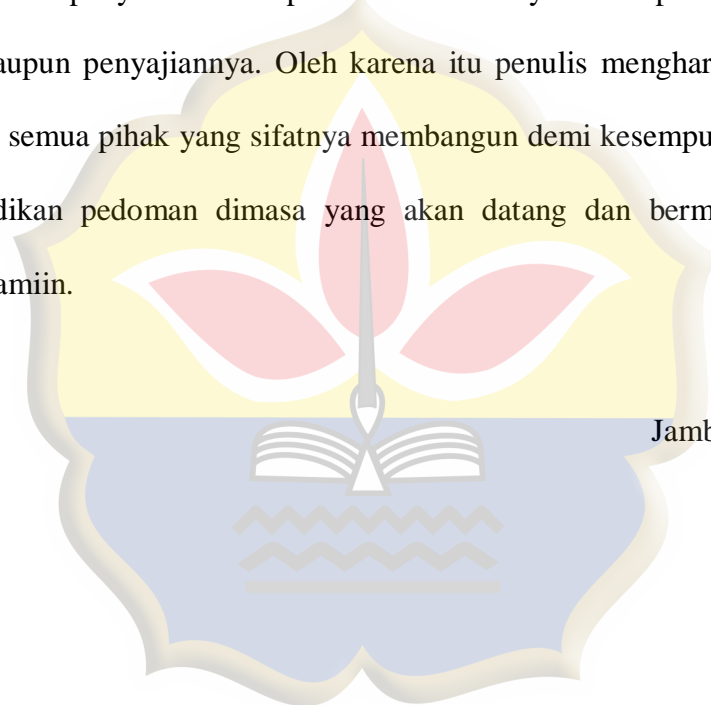 aupun penyajiannya. Oleh karena itu penulis menghar
semua pihak yang sifatnya membangun demi kesempu
dikan pedoman dimasa yang akan datang dan berm
amiin.
Jamb